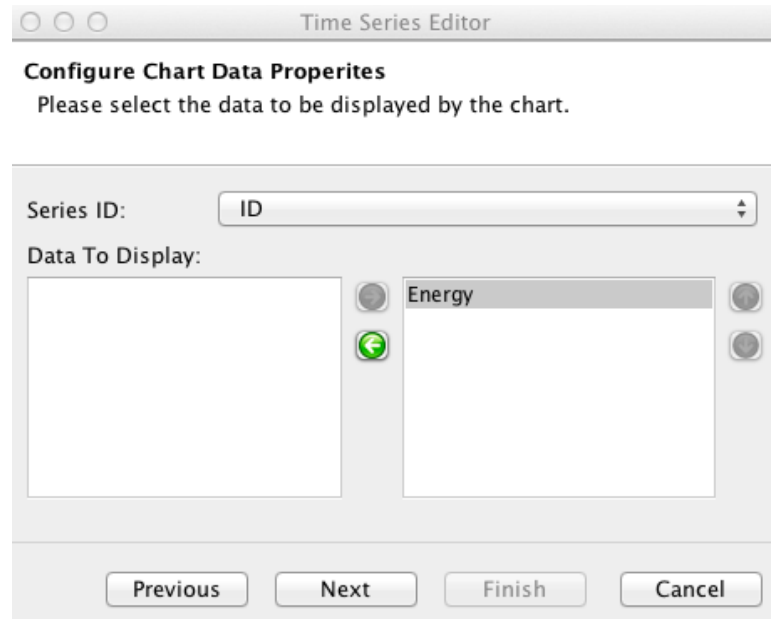 Time Series Editor
Configure Chart Data Properites
Please select the data to be displayed by the chart.
Series ID: ID
Data To Display:
Energy
Previous Next Finish Cancel